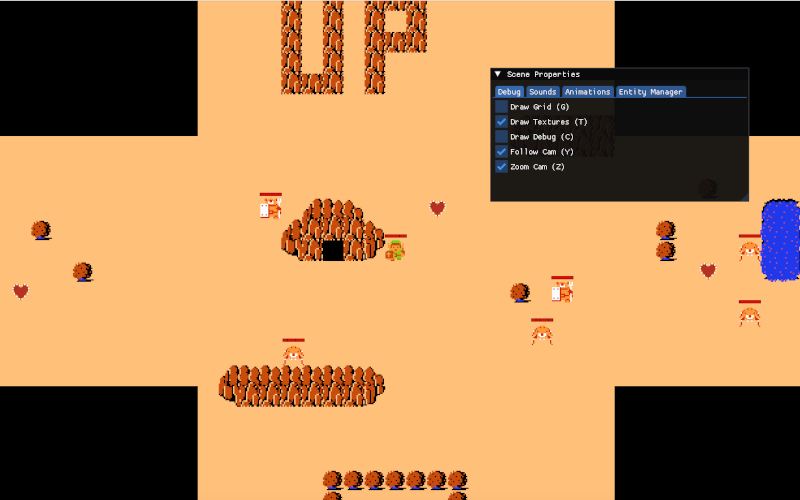 UP
Scene Properties
Debug Sounds Animations Entity Manager
Draw Grid (G)
Draw Textures (T)
Draw Debug (C)
Follow Cam (Y)
Zoom Cam (Z)